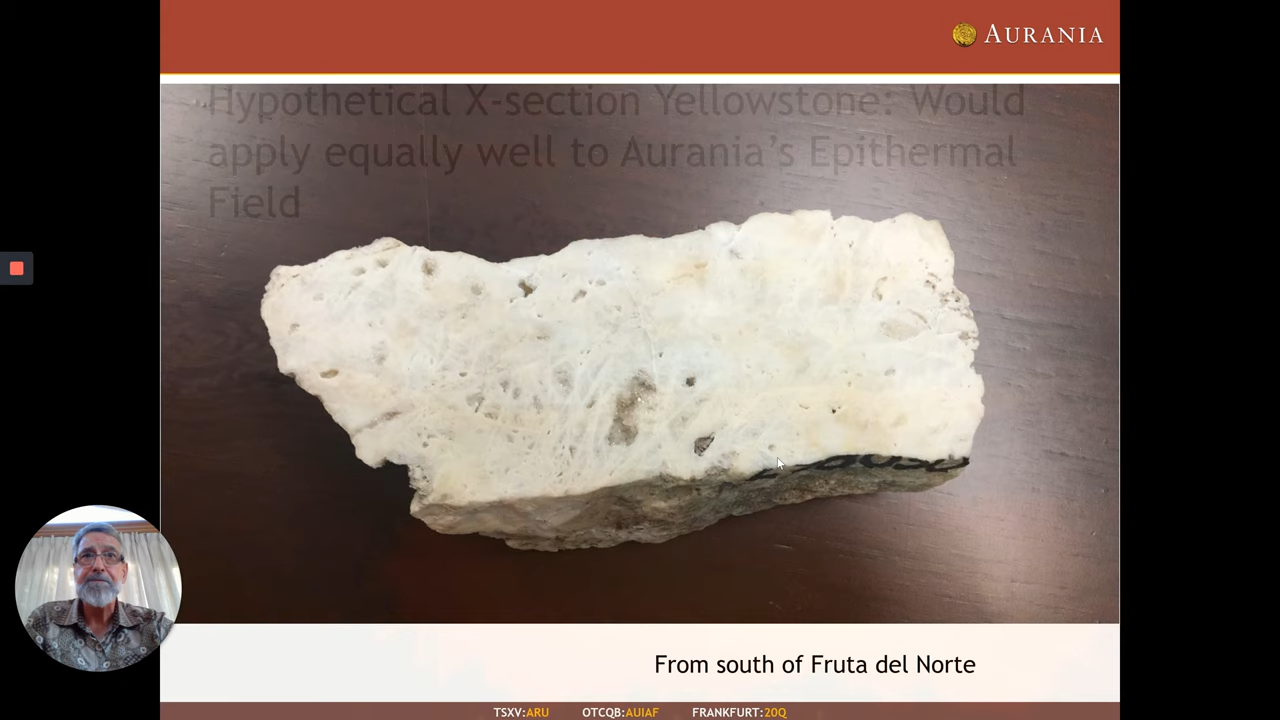 AURANIA
Hypothetical X-section Yellowstone: Would
apply equally well to Aurania's Epithermal
Field
From south of Fruta del Norte
TSXV:ARU OTCQB:AUIAF FRANKFURT:20Q